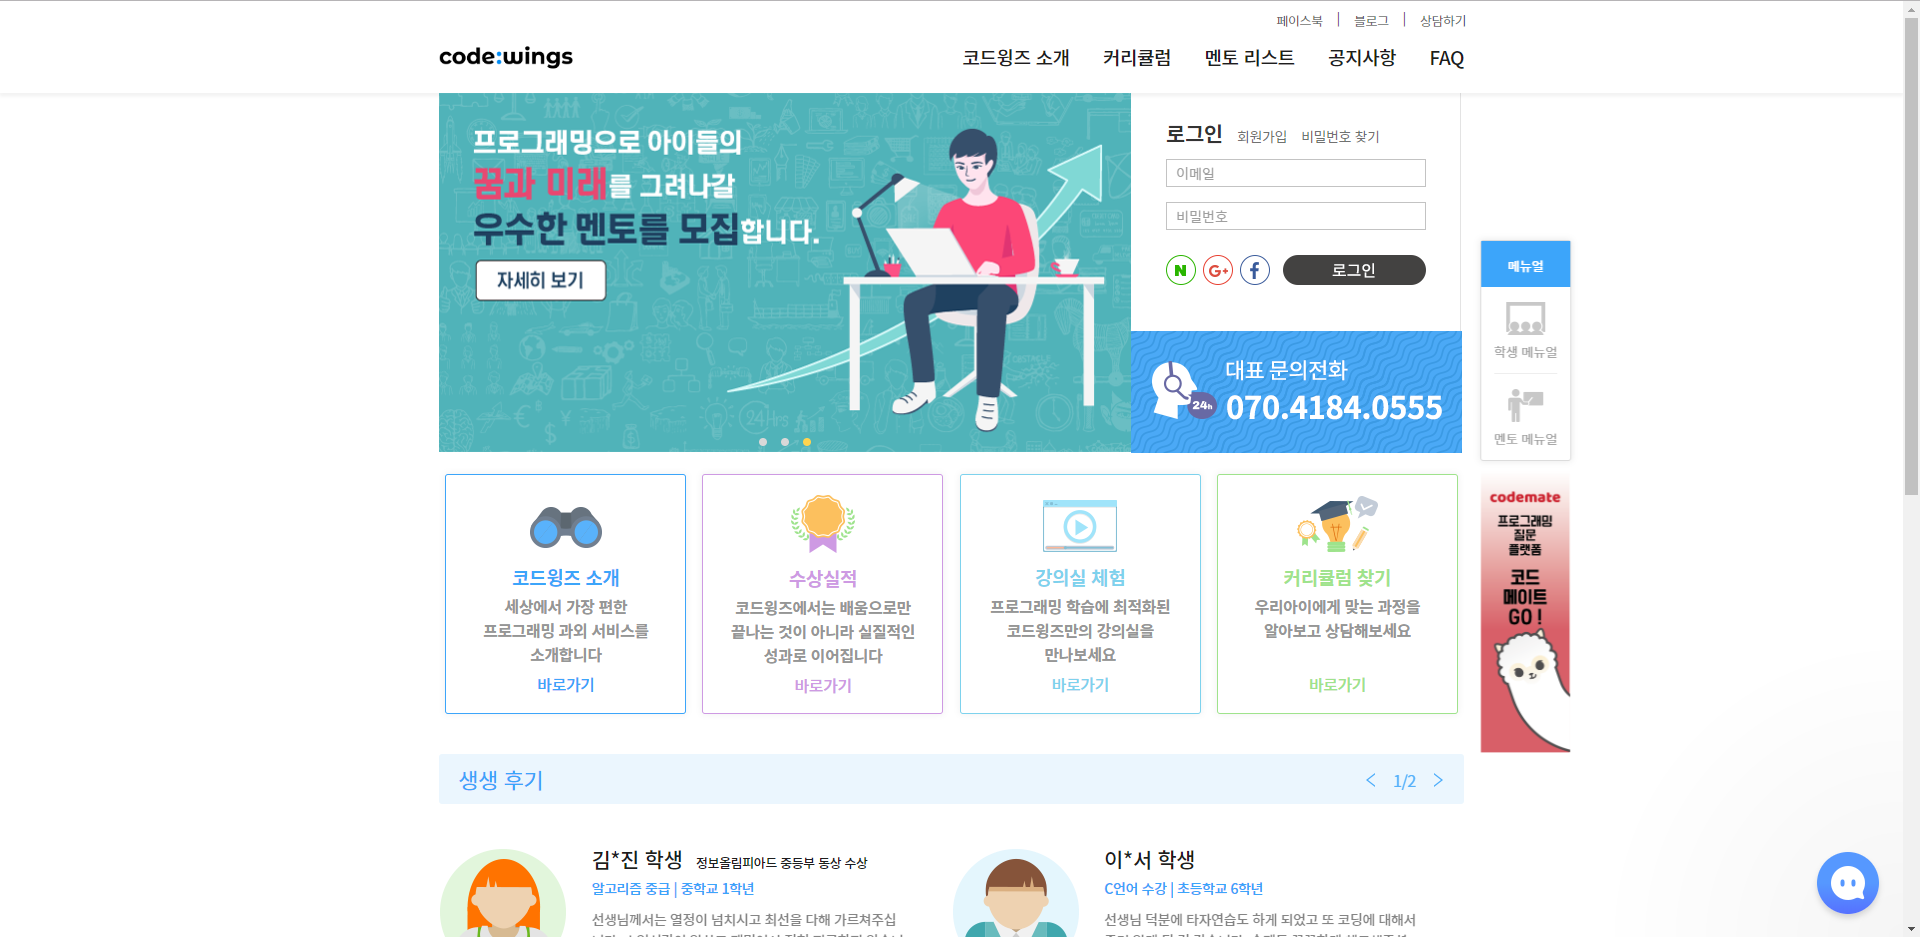 페이스북 | 블로그 | 상담하기
code:wings
코드윙즈 소개 커리큘럼 멘토 리스트 공지사항 FAQ
프로그래밍으로 아이들의
꿈과 미래를 그려나갈
우수한 멘토를 모집합니다.
자세히 보기
로그인 회원가입 비밀번호 찾기
이메일
비밀번호
N G+ f 로그인
24h
대표 문의전화
070.4184.0555
메뉴얼
학생 메뉴얼
멘토 메뉴얼
codemate
프로그래밍
질문
플랫폼
코드
메이트
GO !
코드윙즈 소개
세상에서 가장 편한
프로그래밍 과외 서비스를
소개합니다
바로가기
수상실적
코드윙즈에서는 배움으로만
끝나는 것이 아니라 실질적인
성과로 이어집니다
바로가기
강의실 체험
프로그래밍 학습에 최적화된
코드윙즈만의 강의실을
만나보세요
바로가기
커리큘럼 찾기
우리아이에게 맞는 과정을
알아보고 상담해보세요
바로가기
생생 후기
< 1/2 >
김*진 학생 정보올림피아드 중등부 동상 수상
알고리즘 중급 | 중학교 1학년
선생님께서는 열정이 넘치시고 최선을 다해 가르쳐주십
이*서 학생
C언어 수강 | 초등학교 6학년
선생님 덕분에 타자연습도 하게 되었고 또 코딩에 대해서